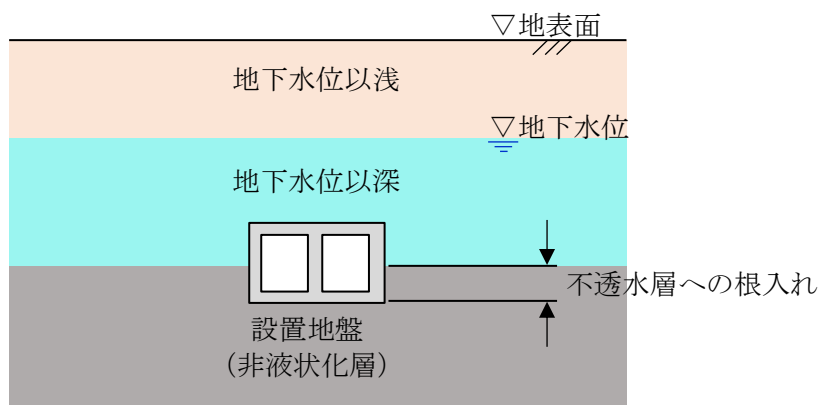 ▽地表面
地下水位以浅
▽地下水位
地下水位以深
不透水層への根入れ
設置地盤
(非液状化層)